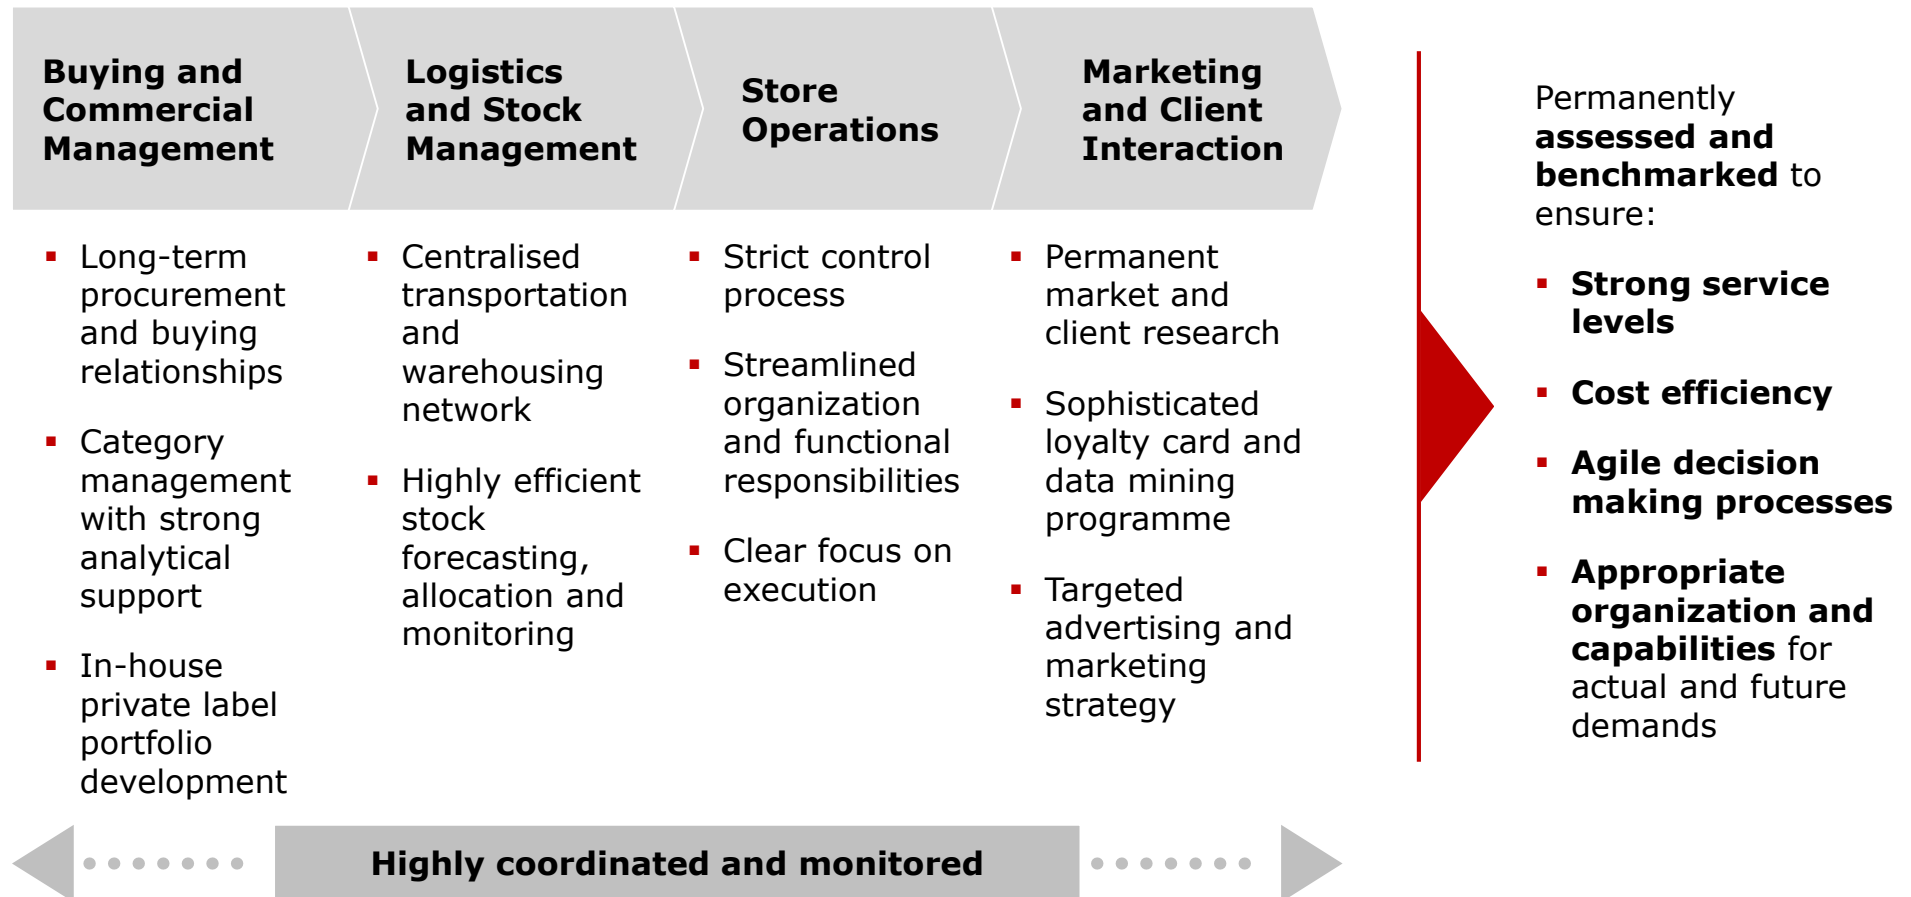 Buying and
Commercial
Management
Logistics
and Stock
Management
Store
Operations
Marketing
and Client
Interaction
Long-term
procurement
and buying
relationships
Category
management
with strong
analytical
support
In-house
private label
portfolio
development
Centralised
transportation
and
warehousing
network
Highly efficient
stock
forecasting,
allocation and
monitoring
Strict control
process
Streamlined
organization
and functional
responsibilities
Clear focus on
execution
Permanent
market and
client research
Sophisticated
loyalty card and
data mining
programme
Targeted
advertising and
marketing
strategy
Highly coordinated and monitored
Permanently
assessed and
benchmarked to
ensure:
Strong service
levels
Cost efficiency
Agile decision
making processes
Appropriate
organization and
capabilities for
actual and future
demands